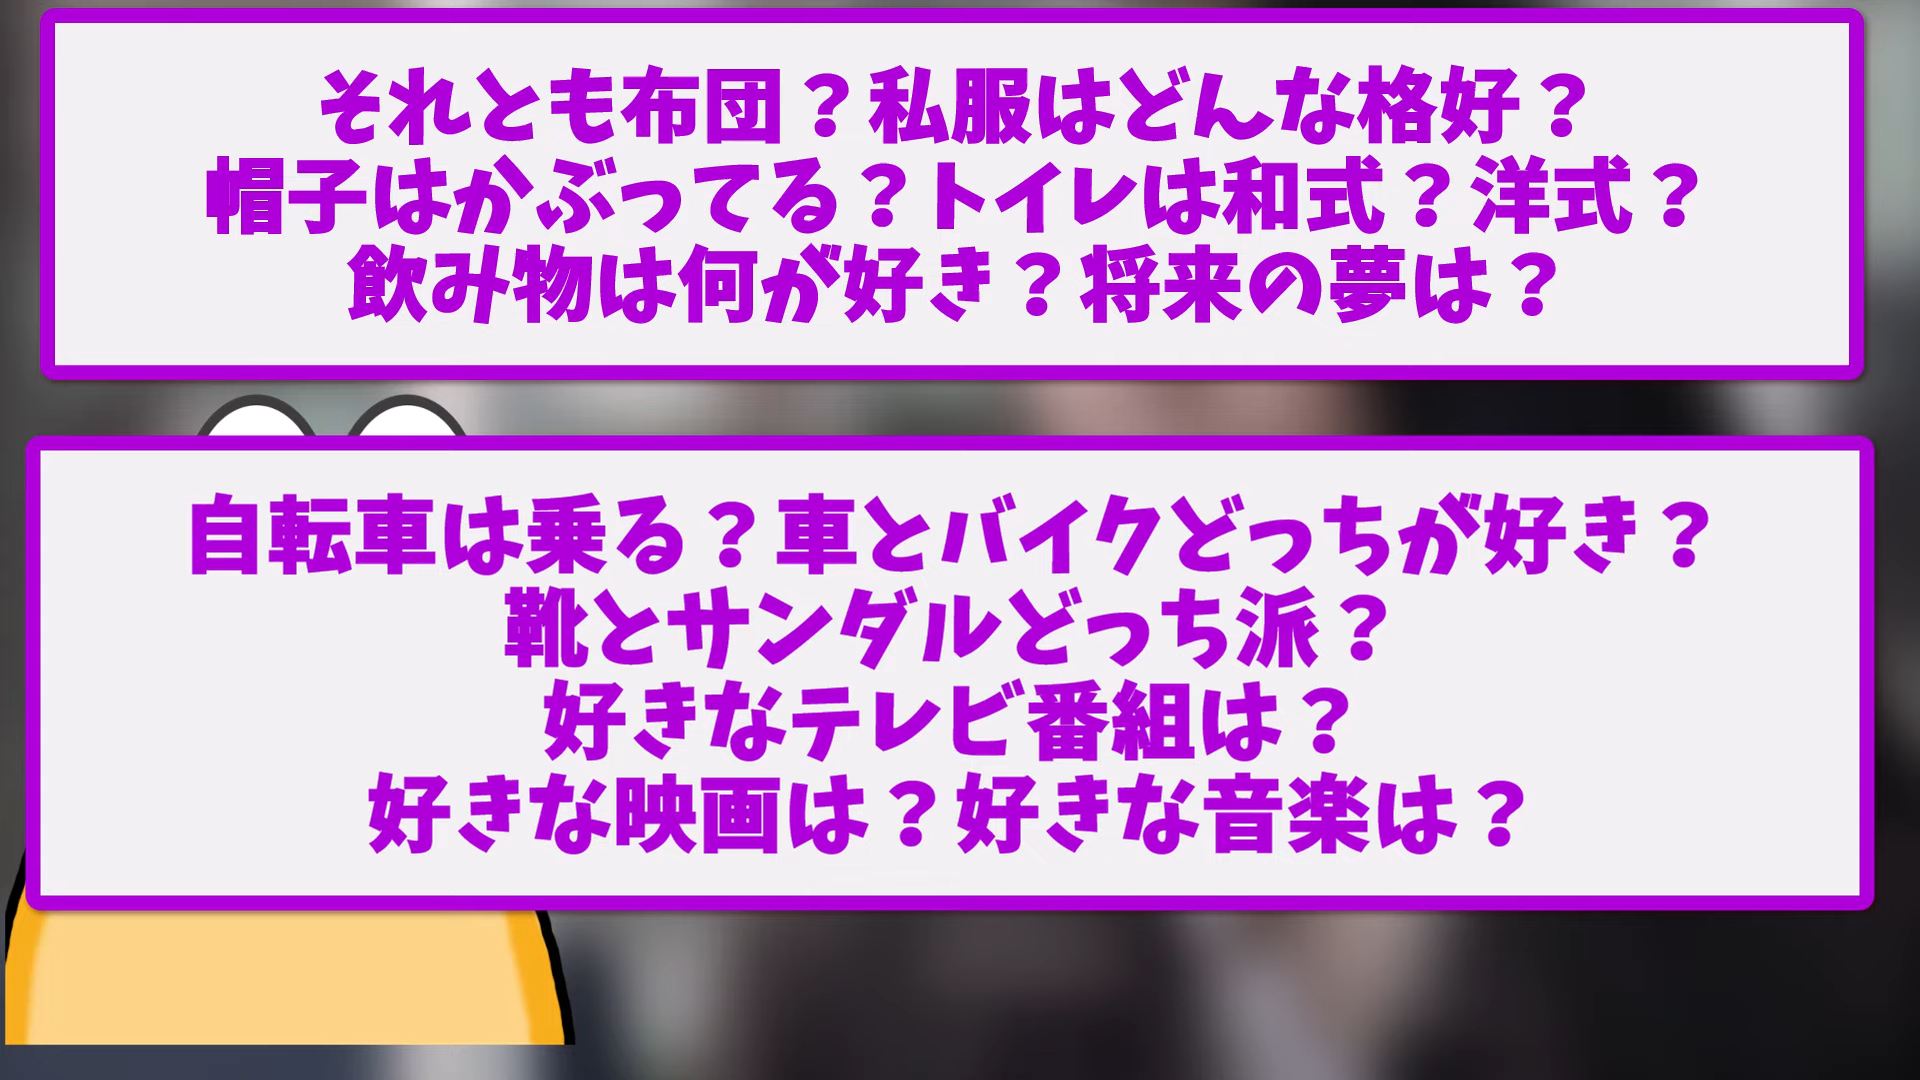 それとも布団？私服はどんな格好？
帽子はかぶってる？トイレは和式？洋式？
飲み物は何が好き？将来の夢は？
自転車は乗る？車とバイクどっちが好き？
靴とサンダルどっち派？
好きなテレビ番組は？
好きな映画は？好きな音楽は？